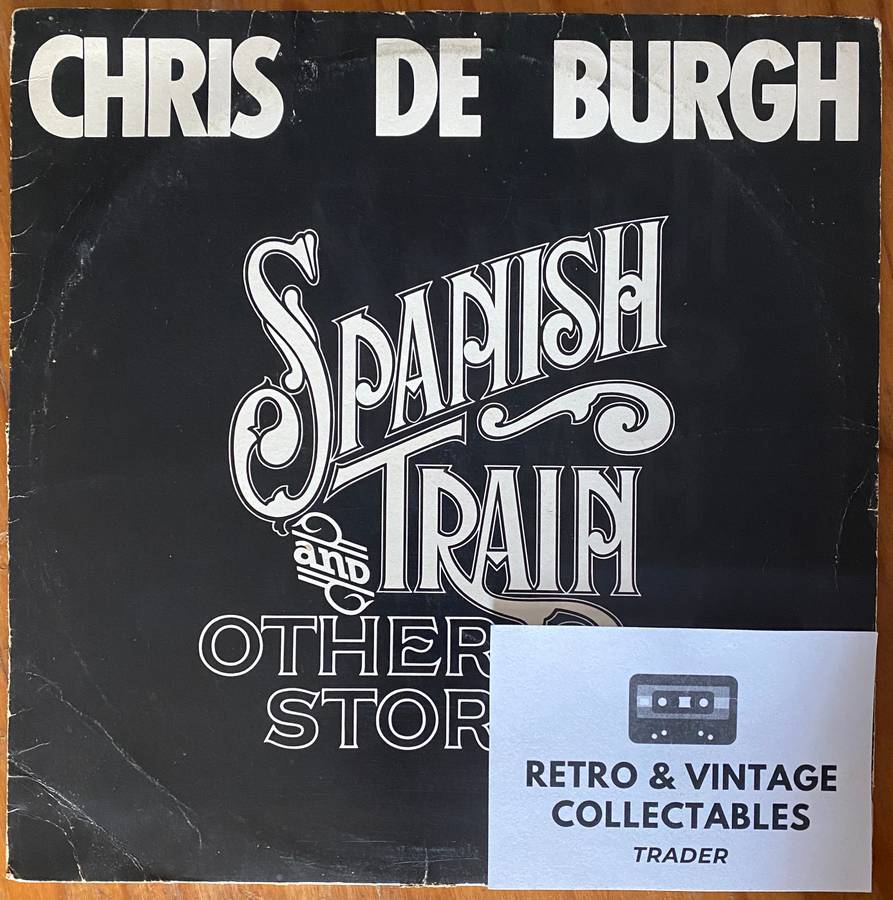 CHRIS DE BURGH
SPANISH
TRAIN
and
OTHER
STOR
RETRO & VINTAGE
COLLECTABLES
TRADER